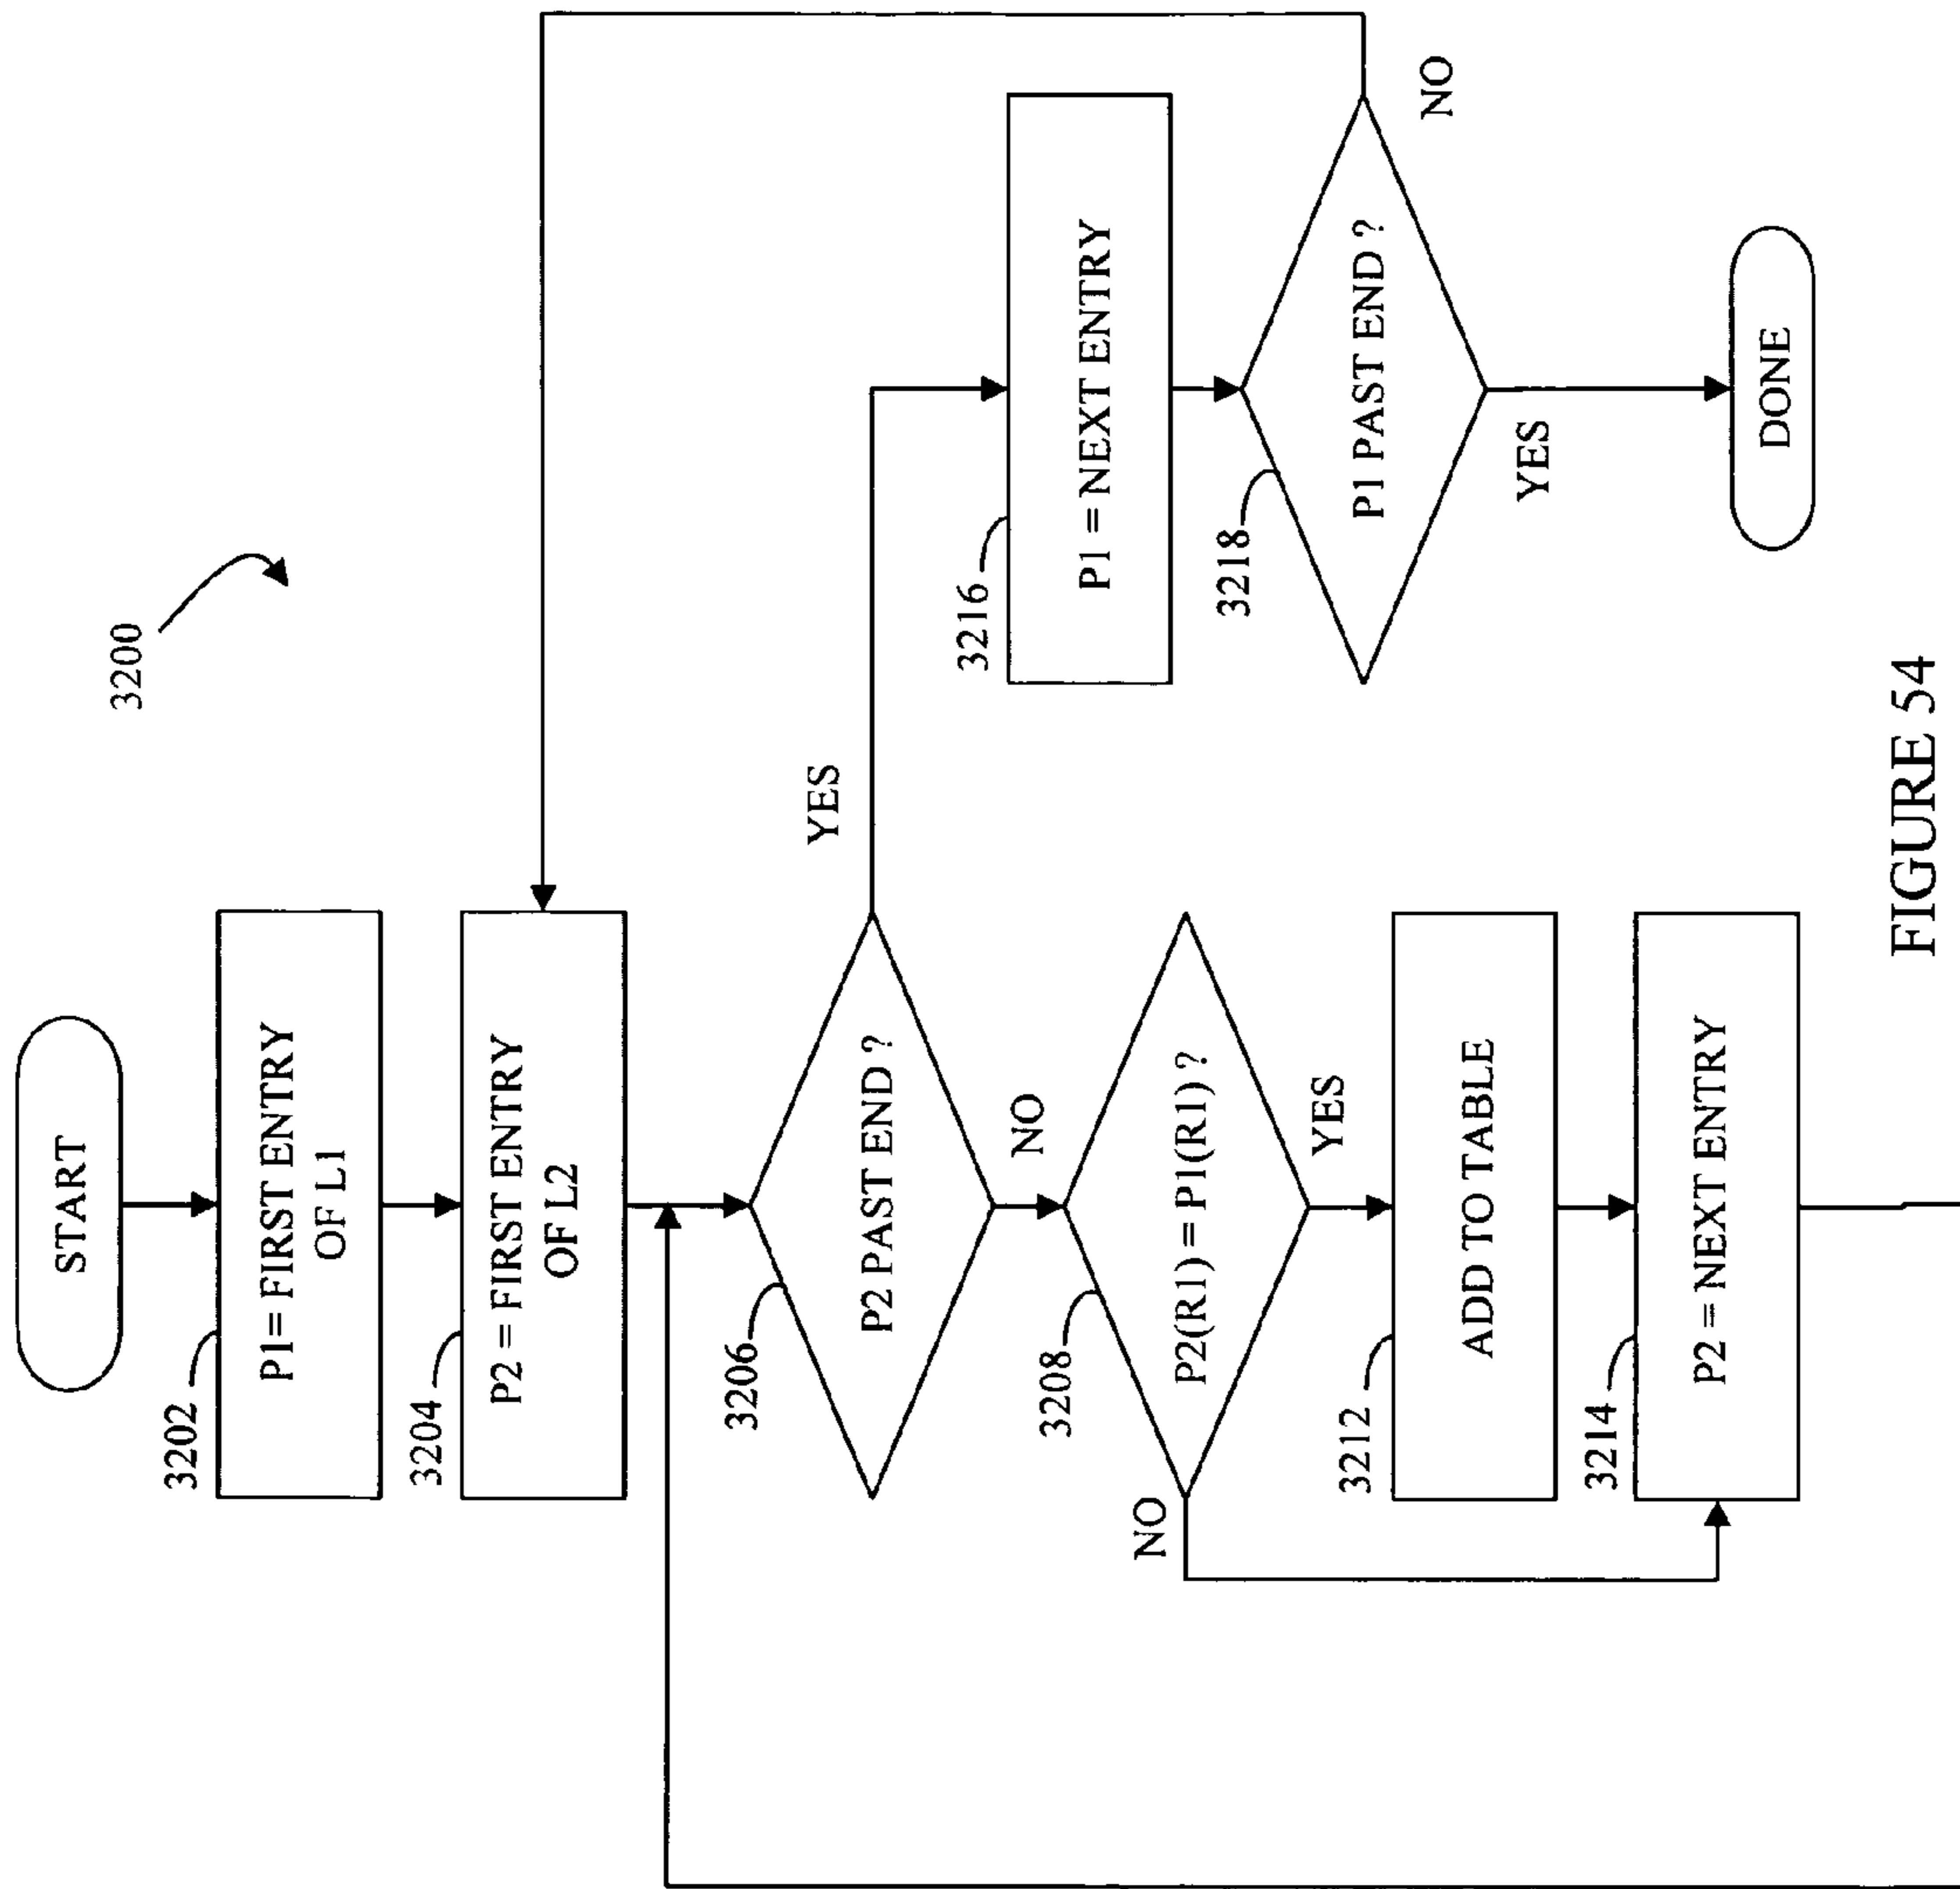 3200
START
3202
P1= FIRST ENTRY
OF L1
3204
P2 = FIRST ENTRY
OF L2
3206
P2 PAST END ?
YES
NO
3208
P2(R1) = P1(R1) ?
NO
YES
3212
ADD TO TABLE
3214
P2 = NEXT ENTRY
3216
P1 = NEXT ENTRY
3218
P1 PAST END ?
NO
YES
DONE
FIGURE 54